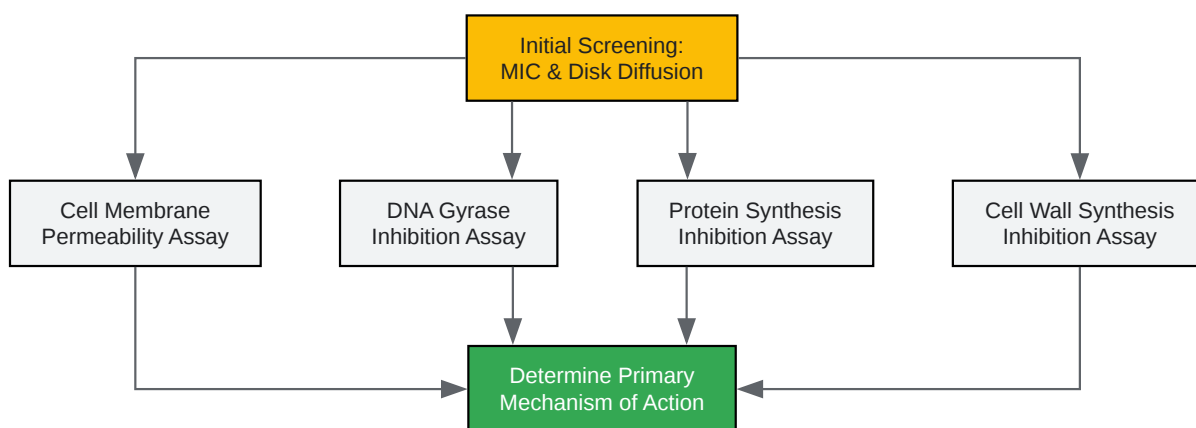 Initial Screening:
MIC & Disk Diffusion
Cell Membrane
Permeability Assay
DNA Gyrase
Inhibition Assay
Protein Synthesis
Inhibition Assay
Cell Wall Synthesis
Inhibition Assay
Determine Primary
Mechanism of Action